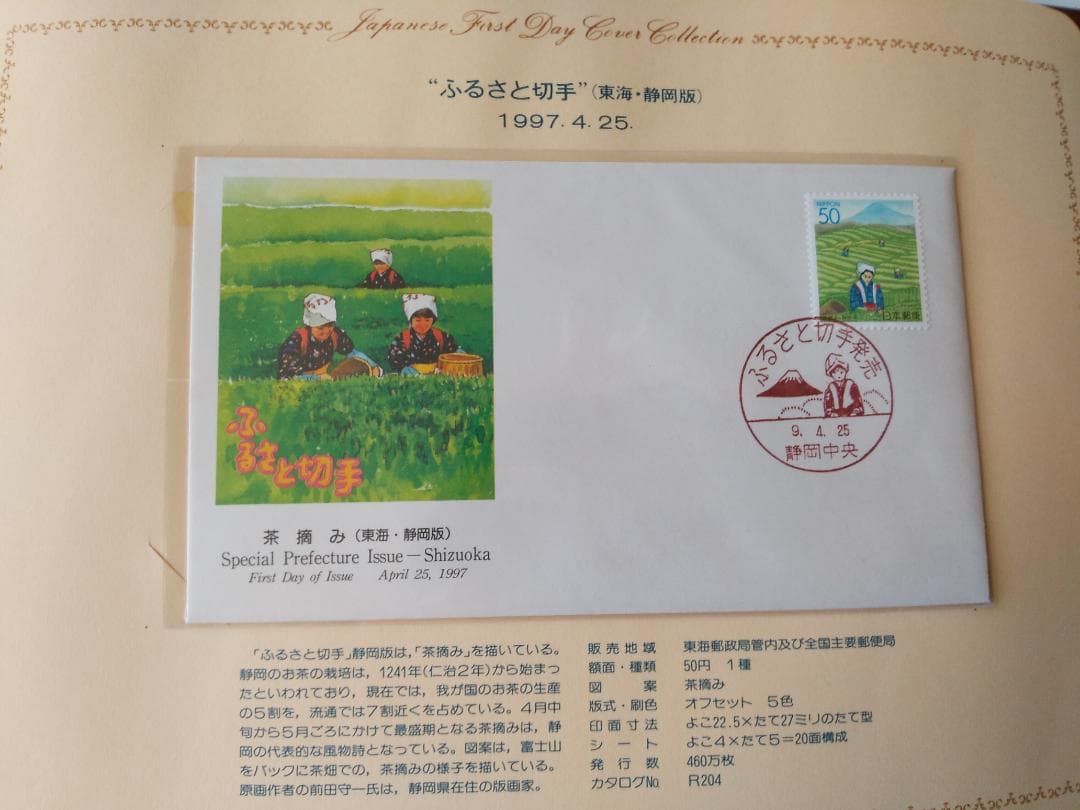 Japanese First Day Cover Collection
“ふるさと切手”(東海・静岡版)
1997. 4. 25.
NIPPON
50
日本郵便
ふるさと切手発売
9. 4. 25
静岡中央
ふ
るさと切手
茶摘み(東海・静岡版)
Special Prefecture Issue—Shizuoka
First Day of Issue April 25, 1997
「ふるさと切手」静岡版は,「茶摘み」を描いている。
静岡のお茶の栽培は, 1241年(仁治2年)から始まっ
たといわれており, 現在では, 我が国のお茶の生産
の5割を, 流通では7割近くを占めている。4月中
旬から5月ごろにかけて最盛期となる茶摘みは, 静
岡の代表的な風物詩となっている。図案は, 富士山
をバックに茶畑での, 茶摘みの様子を描いている。
原画作者の前田守一氏は, 静岡県在住の版画家。
販売地域 東海郵政局管内及び全国主要郵便局
額面・種類 50円 1種
図案 茶摘み
版式・刷色 オフセット 5色
印面寸法 よこ22.5×たて27ミリのたて型
シート よこ4×たて5=20面構成
発行数 460万枚
カタログNo. R204